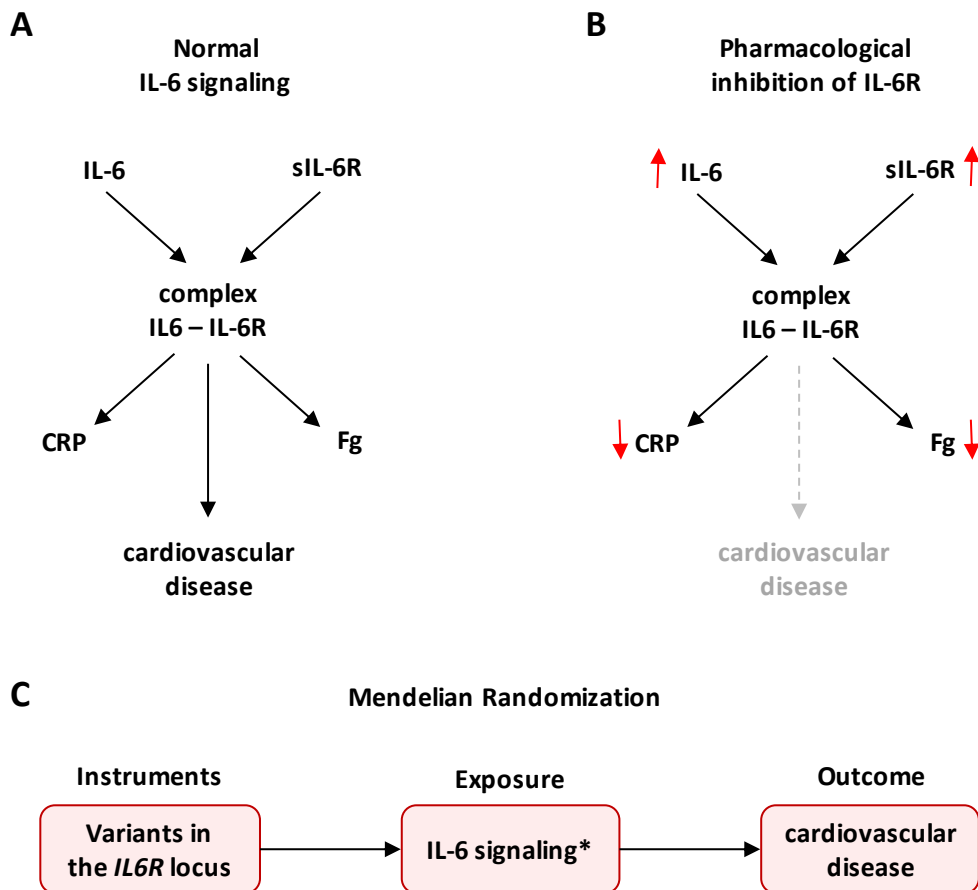 A
Normal
IL-6 signaling
IL-6
sIL-6R
complex
IL6 – IL-6R
CRP
Fg
cardiovascular
disease
B
Pharmacological
inhibition of IL-6R
IL-6
sIL-6R
complex
IL6 – IL-6R
CRP
Fg
cardiovascular
disease
C
Mendelian Randomization
Instruments
Variants in
the IL6R locus
Exposure
IL-6 signaling*
Outcome
cardiovascular
disease